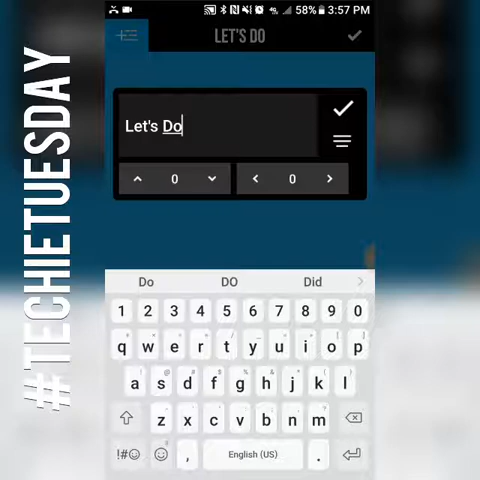 58% 3:57 PM
LET'S DO
Let's Do
0 0
Do DO Did
1 2 3 4 5 6 7 8 9 0
q w e r t y u i o p
a s d f g h j k l
z x c v b n m
!#☺ , English (US) .
#TECHIETUESDAY